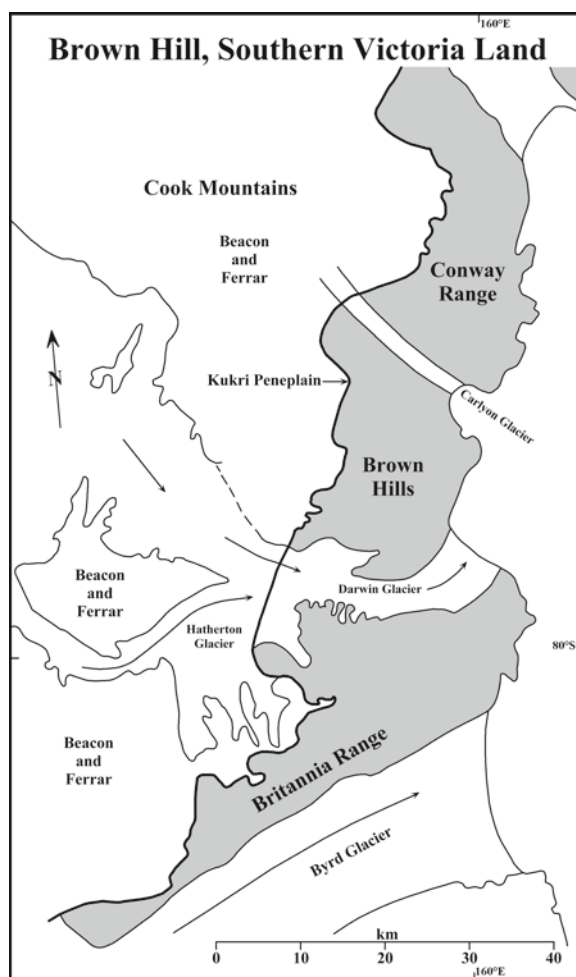 160°E
Brown Hill, Southern Victoria Land
Cook Mountains
Beacon
and
Ferrar
Conway
Range
N
Kukri Peneplain
Carlyon Glacier
Brown
Hills
Beacon
and
Ferrar
Darwin Glacier
Hatherton
Glacier
80°S
Beacon
and
Ferrar
Britannia Range
Byrd Glacier
km
0 10 20 30 40
160°E